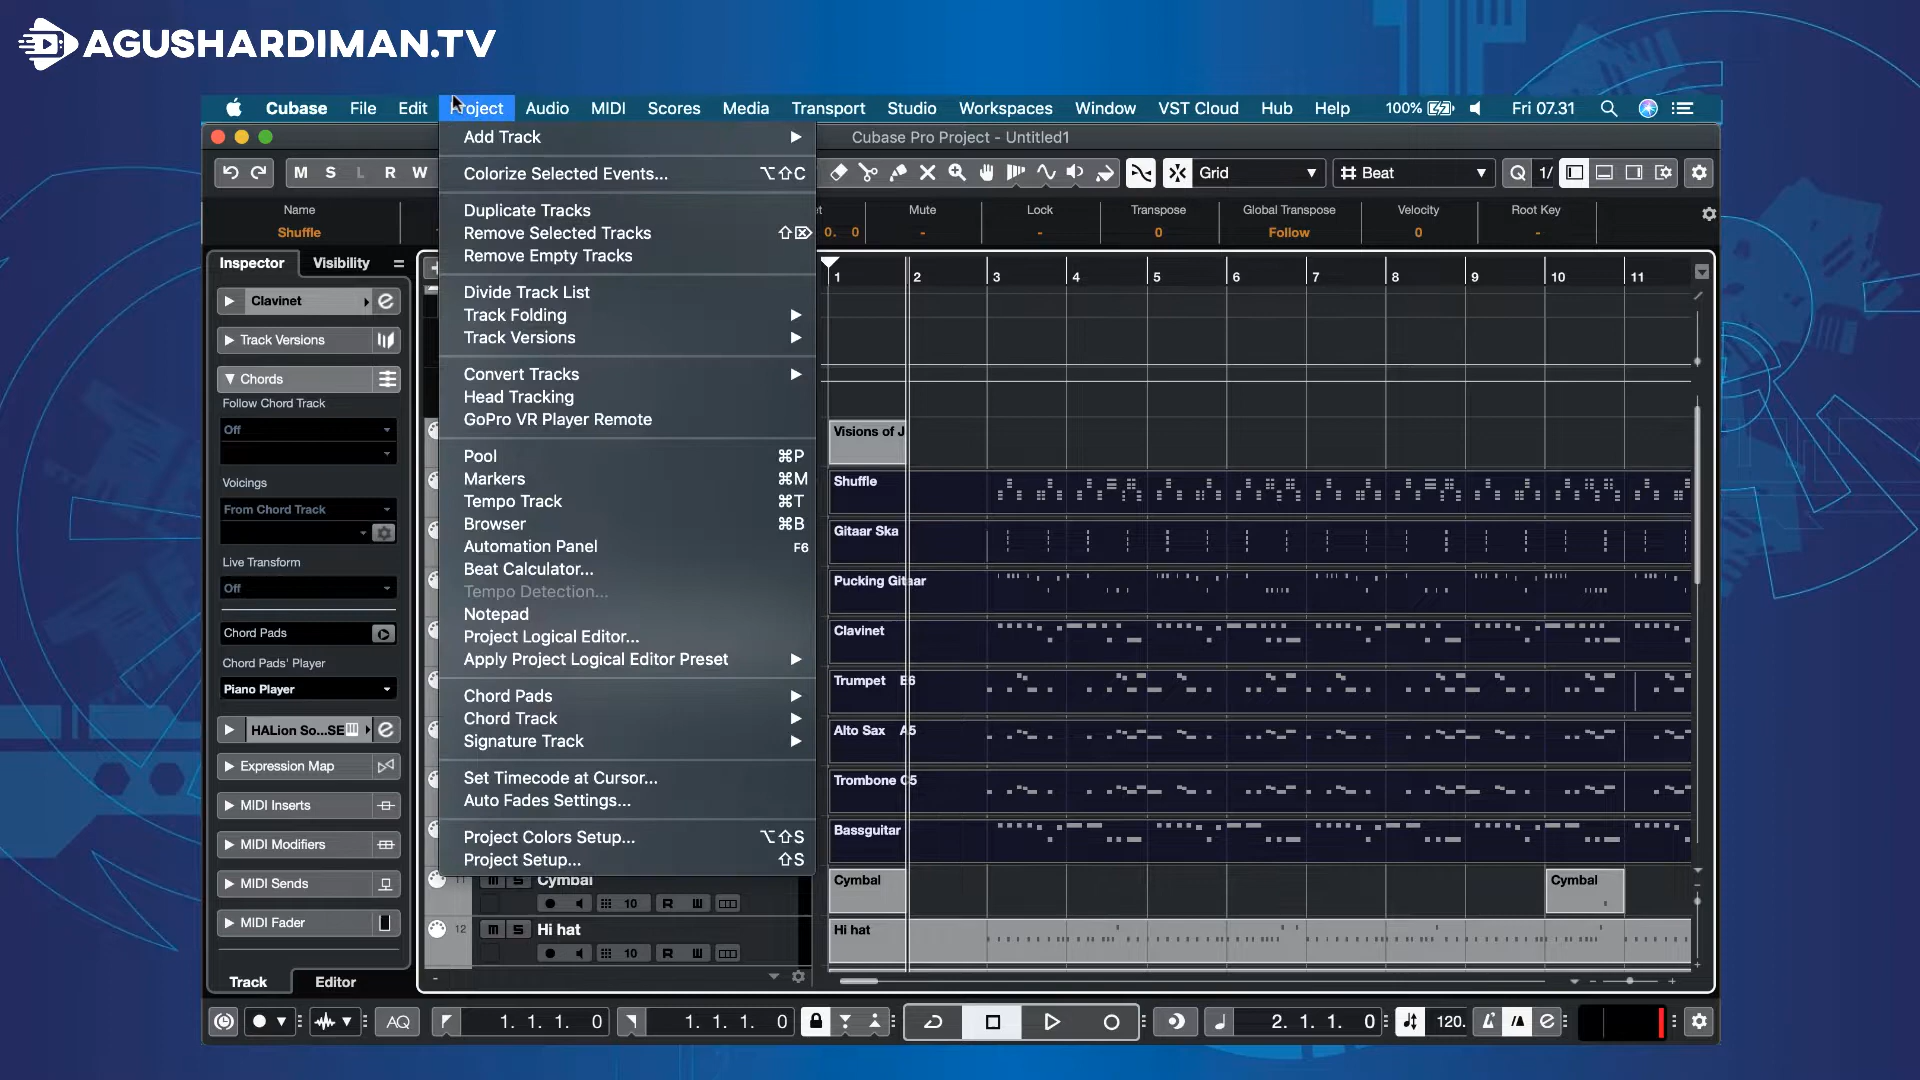 AGUSHARDIMAN.TV
Cubase File Edit Project Audio MIDI Scores Media Transport Studio Workspaces Window VST Cloud Hub Help 100% Fri 07.31
Cubase Pro Project - Untitled1
Add Track
Colorize Selected Events... ⌥⇧C
Duplicate Tracks
Remove Selected Tracks ⇧⌦
Remove Empty Tracks
Divide Track List
Track Folding
Track Versions
Convert Tracks
Head Tracking
GoPro VR Player Remote
Pool ⌘P
Markers ⌘M
Tempo Track ⌘T
Browser ⌘B
Automation Panel F6
Beat Calculator...
Tempo Detection...
Notepad
Project Logical Editor...
Apply Project Logical Editor Preset
Chord Pads
Chord Track
Signature Track
Set Timecode at Cursor...
Auto Fades Settings...
Project Colors Setup... ⌥⇧S
Project Setup... ⇧S
M S L R W
Grid
Beat
Q 1/
Name
Shuffle
Mute Lock Transpose Global Transpose Velocity Root Key
0. 0 - - 0 Follow 0 -
Inspector Visibility
Clavinet
Track Versions
Chords
Follow Chord Track
Off
Voicings
From Chord Track
Live Transform
Off
Chord Pads
Chord Pads' Player
Piano Player
HALion So...SE
Expression Map
MIDI Inserts
MIDI Modifiers
MIDI Sends
MIDI Fader
Track Editor
1 2 3 4 5 6 7 8 9 10 11
Visions of J
Shuffle
Gitaar Ska
Pucking Gitaar
Clavinet
Trumpet
Alto Sax
Trombone
Bassguitar
Cymbal Cymbal
Hi hat
11 m S Cymbal
10 R W
12 m S Hi hat
10 R W
AQ 1. 1. 1. 0 1. 1. 1. 0 2. 1. 1. 0 120.